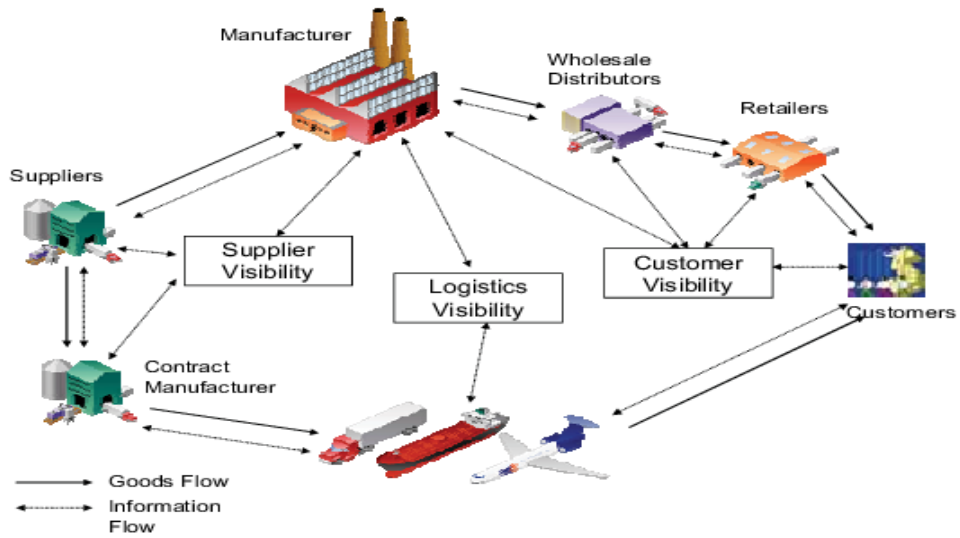 Manufacturer
Wholesale
Distributors
Retailers
Suppliers
Supplier
Visibility
Customer
Visibility
Logistics
Visibility
Customers
Contract
Manufacturer
Goods Flow
Information
Flow